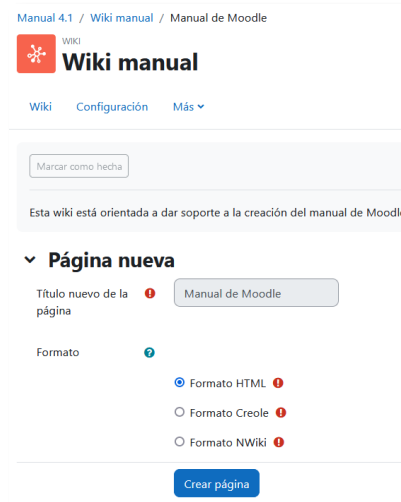 Manual 4.1 / Wiki manual / Manual de Moodle
WIKI
Wiki manual
Wiki Configuración Más
Marcar como hecha
Esta wiki está orientada a dar soporte a la creación del manual de Moodle
Página nueva
Título nuevo de la página
Manual de Moodle
Formato
Formato HTML
Formato Creole
Formato NWiki
Crear página